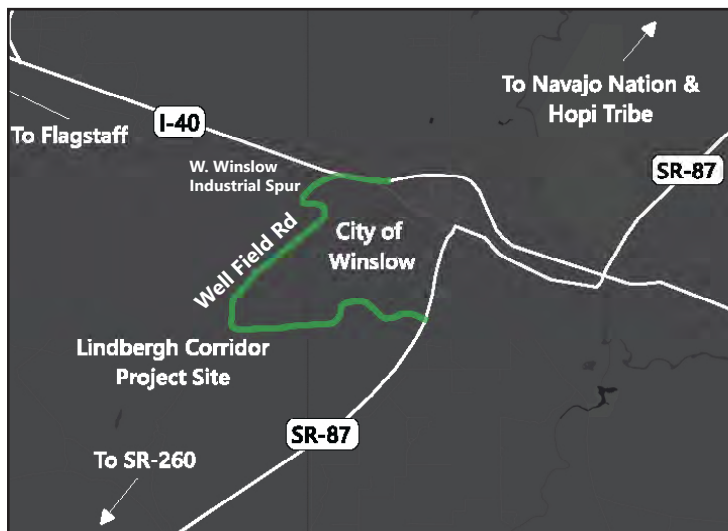 To Navajo Nation &
Hopi Tribe
I-40
To Flagstaff
W. Winslow
Industrial Spur
SR-87
Well Field Rd
City of
Winslow
Lindbergh Corridor
Project Site
SR-87
To SR-260